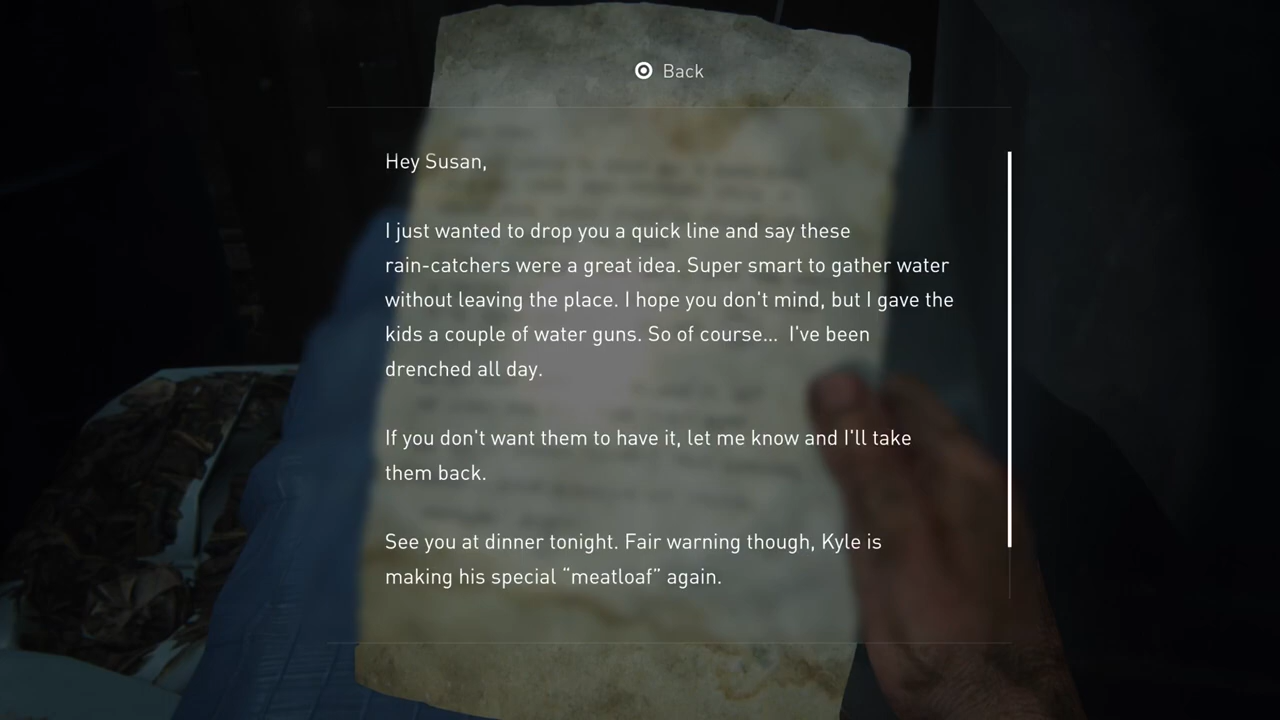 Back
Hey Susan,
I just wanted to drop you a quick line and say these
rain-catchers were a great idea. Super smart to gather water
without leaving the place. I hope you don't mind, but I gave the
kids a couple of water guns. So of course...  I've been
drenched all day.
If you don't want them to have it, let me know and I'll take
them back.
See you at dinner tonight. Fair warning though, Kyle is
making his special “meatloaf” again.